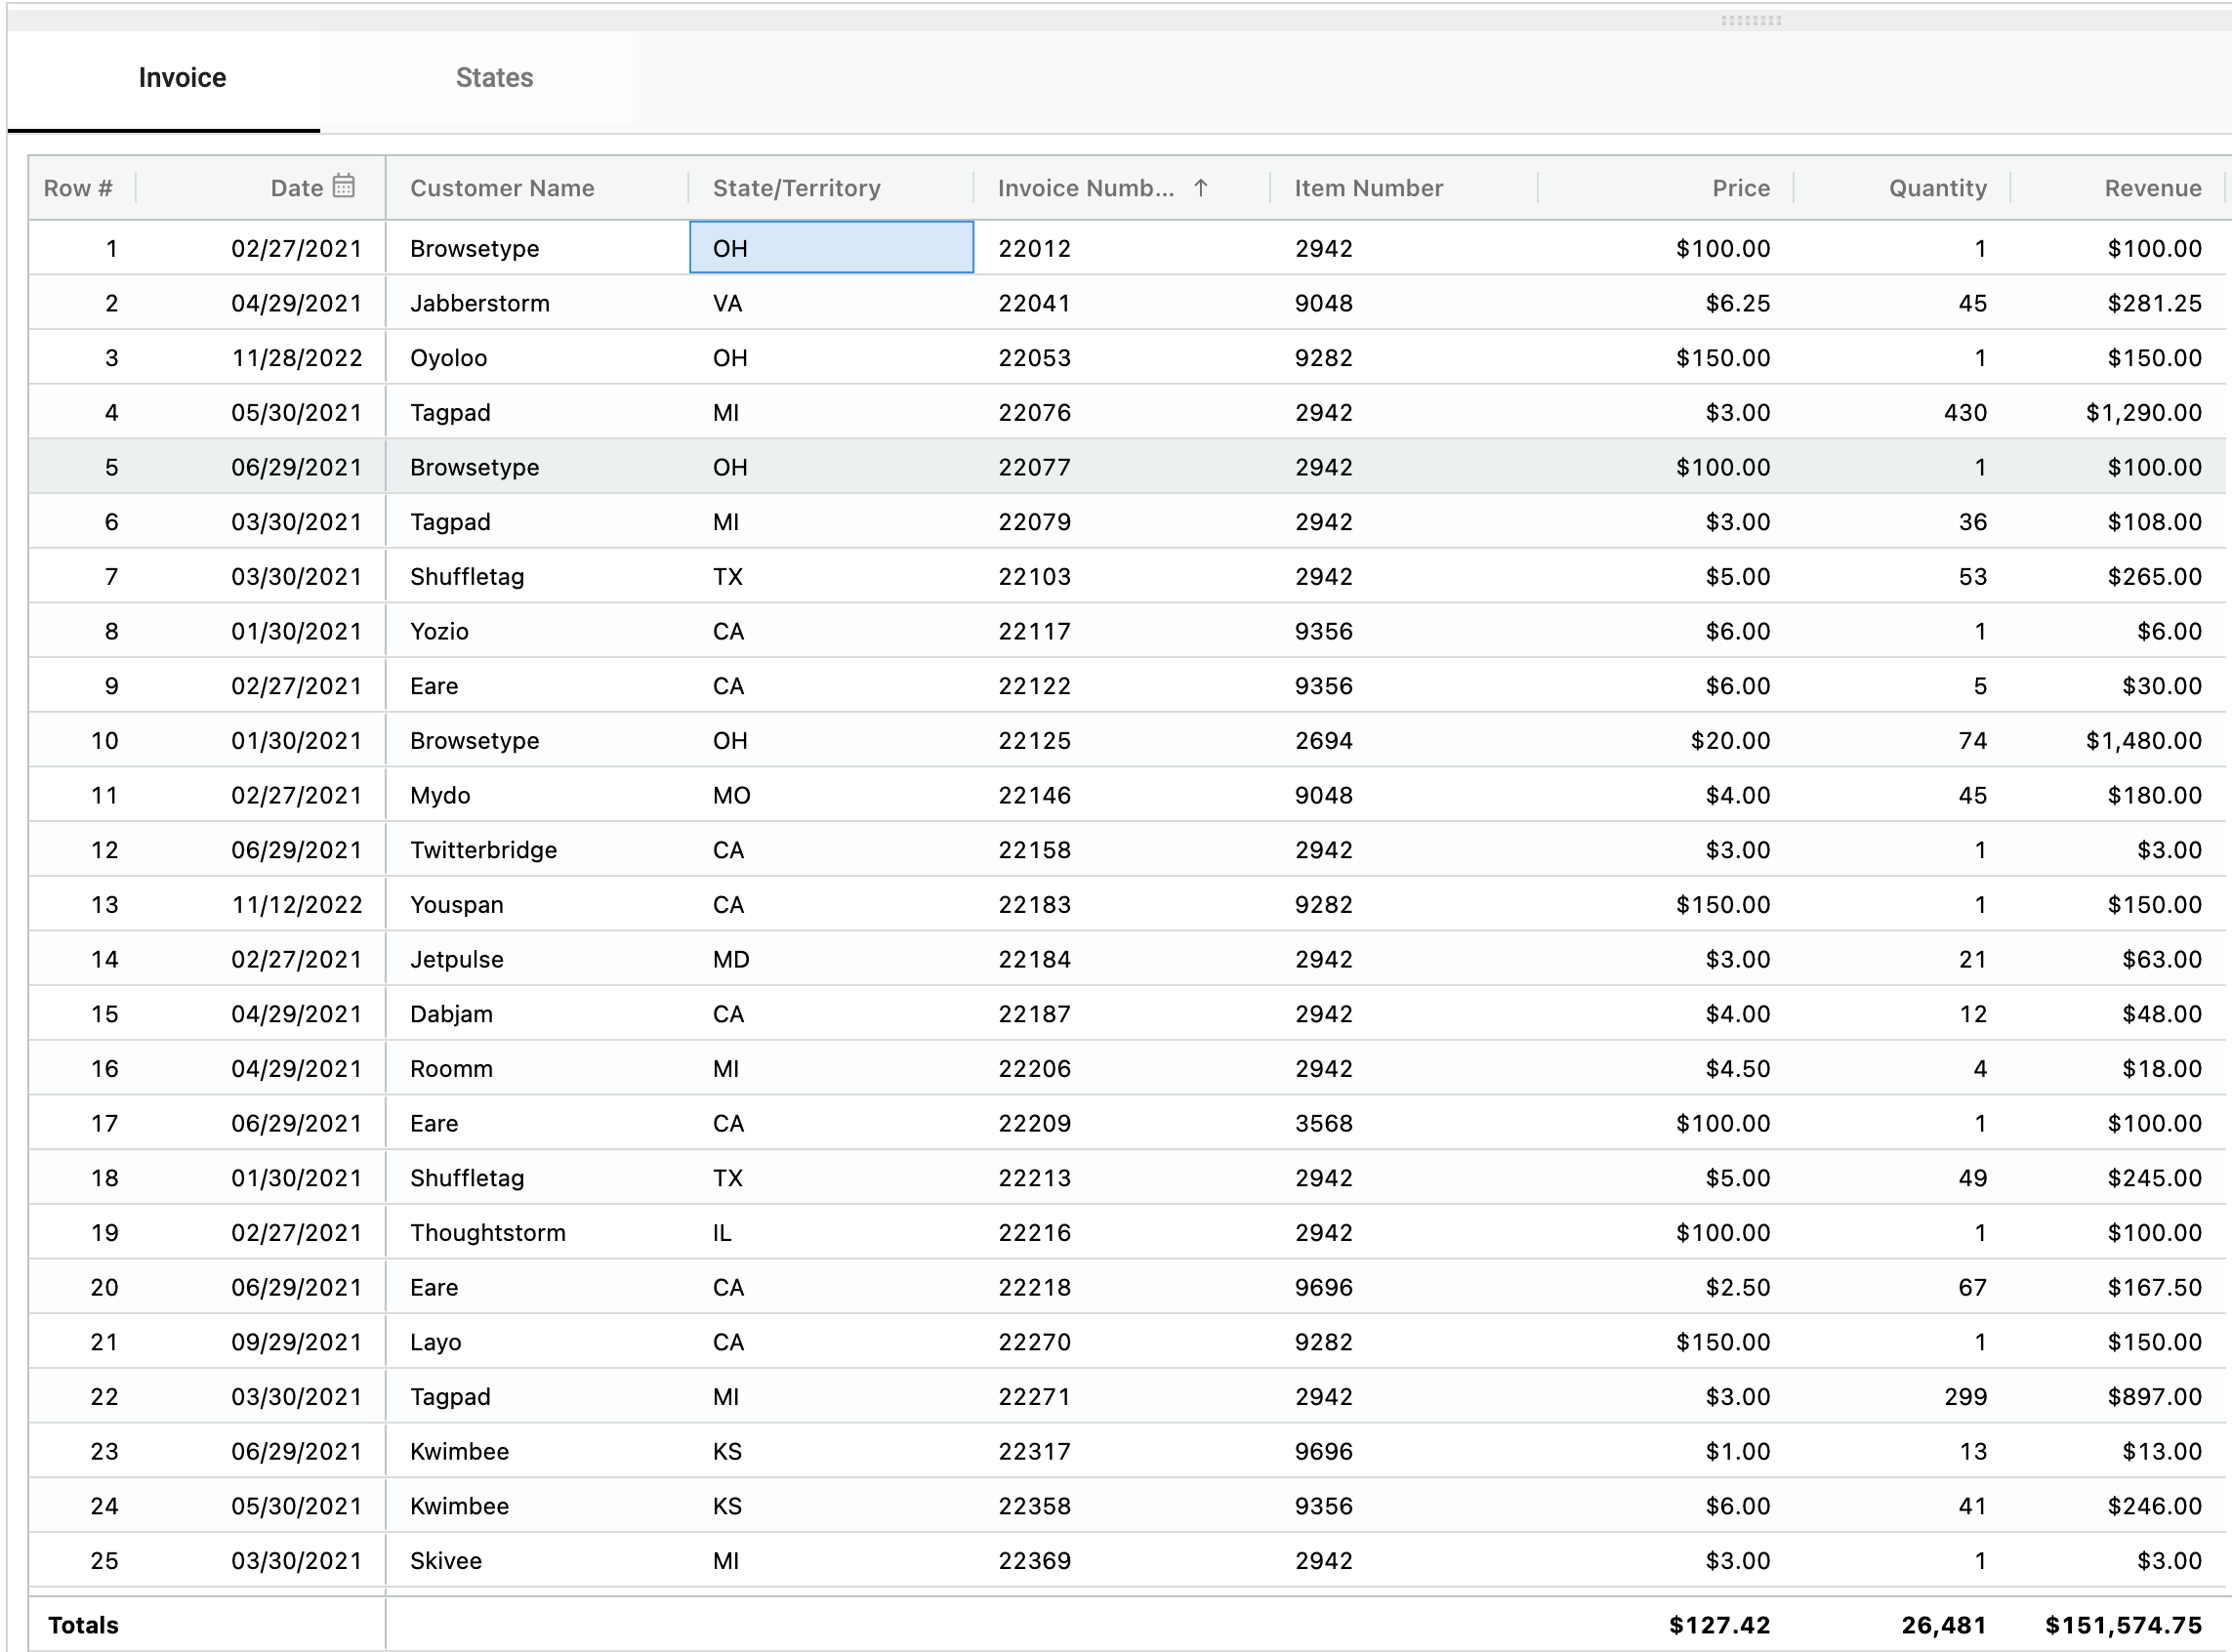 Invoice States
Row # Date Customer Name State/Territory Invoice Numb... ↑ Item Number Price Quantity Revenue
1 02/27/2021 Browsetype OH 22012 2942 $100.00 1 $100.00
2 04/29/2021 Jabberstorm VA 22041 9048 $6.25 45 $281.25
3 11/28/2022 Oyoloo OH 22053 9282 $150.00 1 $150.00
4 05/30/2021 Tagpad MI 22076 2942 $3.00 430 $1,290.00
5 06/29/2021 Browsetype OH 22077 2942 $100.00 1 $100.00
6 03/30/2021 Tagpad MI 22079 2942 $3.00 36 $108.00
7 03/30/2021 Shuffletag TX 22103 2942 $5.00 53 $265.00
8 01/30/2021 Yozio CA 22117 9356 $6.00 1 $6.00
9 02/27/2021 Eare CA 22122 9356 $6.00 5 $30.00
10 01/30/2021 Browsetype OH 22125 2694 $20.00 74 $1,480.00
11 02/27/2021 Mydo MO 22146 9048 $4.00 45 $180.00
12 06/29/2021 Twitterbridge CA 22158 2942 $3.00 1 $3.00
13 11/12/2022 Youspan CA 22183 9282 $150.00 1 $150.00
14 02/27/2021 Jetpulse MD 22184 2942 $3.00 21 $63.00
15 04/29/2021 Dabjam CA 22187 2942 $4.00 12 $48.00
16 04/29/2021 Roomm MI 22206 2942 $4.50 4 $18.00
17 06/29/2021 Eare CA 22209 3568 $100.00 1 $100.00
18 01/30/2021 Shuffletag TX 22213 2942 $5.00 49 $245.00
19 02/27/2021 Thoughtstorm IL 22216 2942 $100.00 1 $100.00
20 06/29/2021 Eare CA 22218 9696 $2.50 67 $167.50
21 09/29/2021 Layo CA 22270 9282 $150.00 1 $150.00
22 03/30/2021 Tagpad MI 22271 2942 $3.00 299 $897.00
23 06/29/2021 Kwimbee KS 22317 9696 $1.00 13 $13.00
24 05/30/2021 Kwimbee KS 22358 9356 $6.00 41 $246.00
25 03/30/2021 Skivee MI 22369 2942 $3.00 1 $3.00
Totals $127.42 26,481 $151,574.75